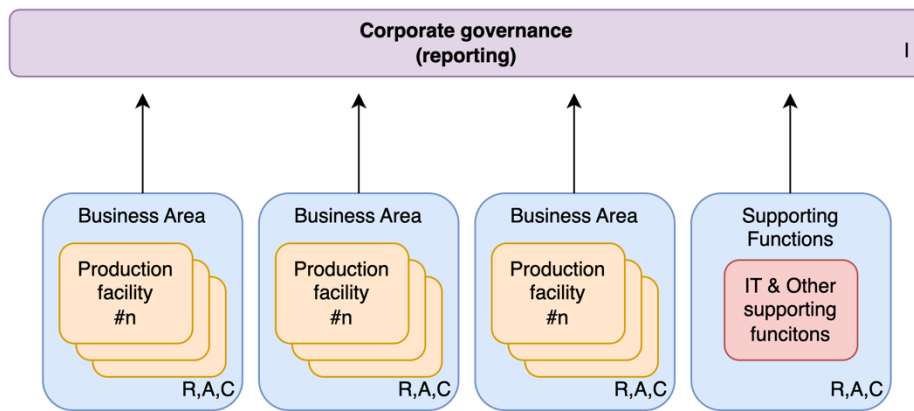 Corporate governance
(reporting)
I
Business Area
Production
facility
#n
R,A,C
Business Area
Production
facility
#n
R,A,C
Business Area
Production
facility
#n
R,A,C
Supporting
Functions
IT & Other
supporting
funcitons
R,A,C